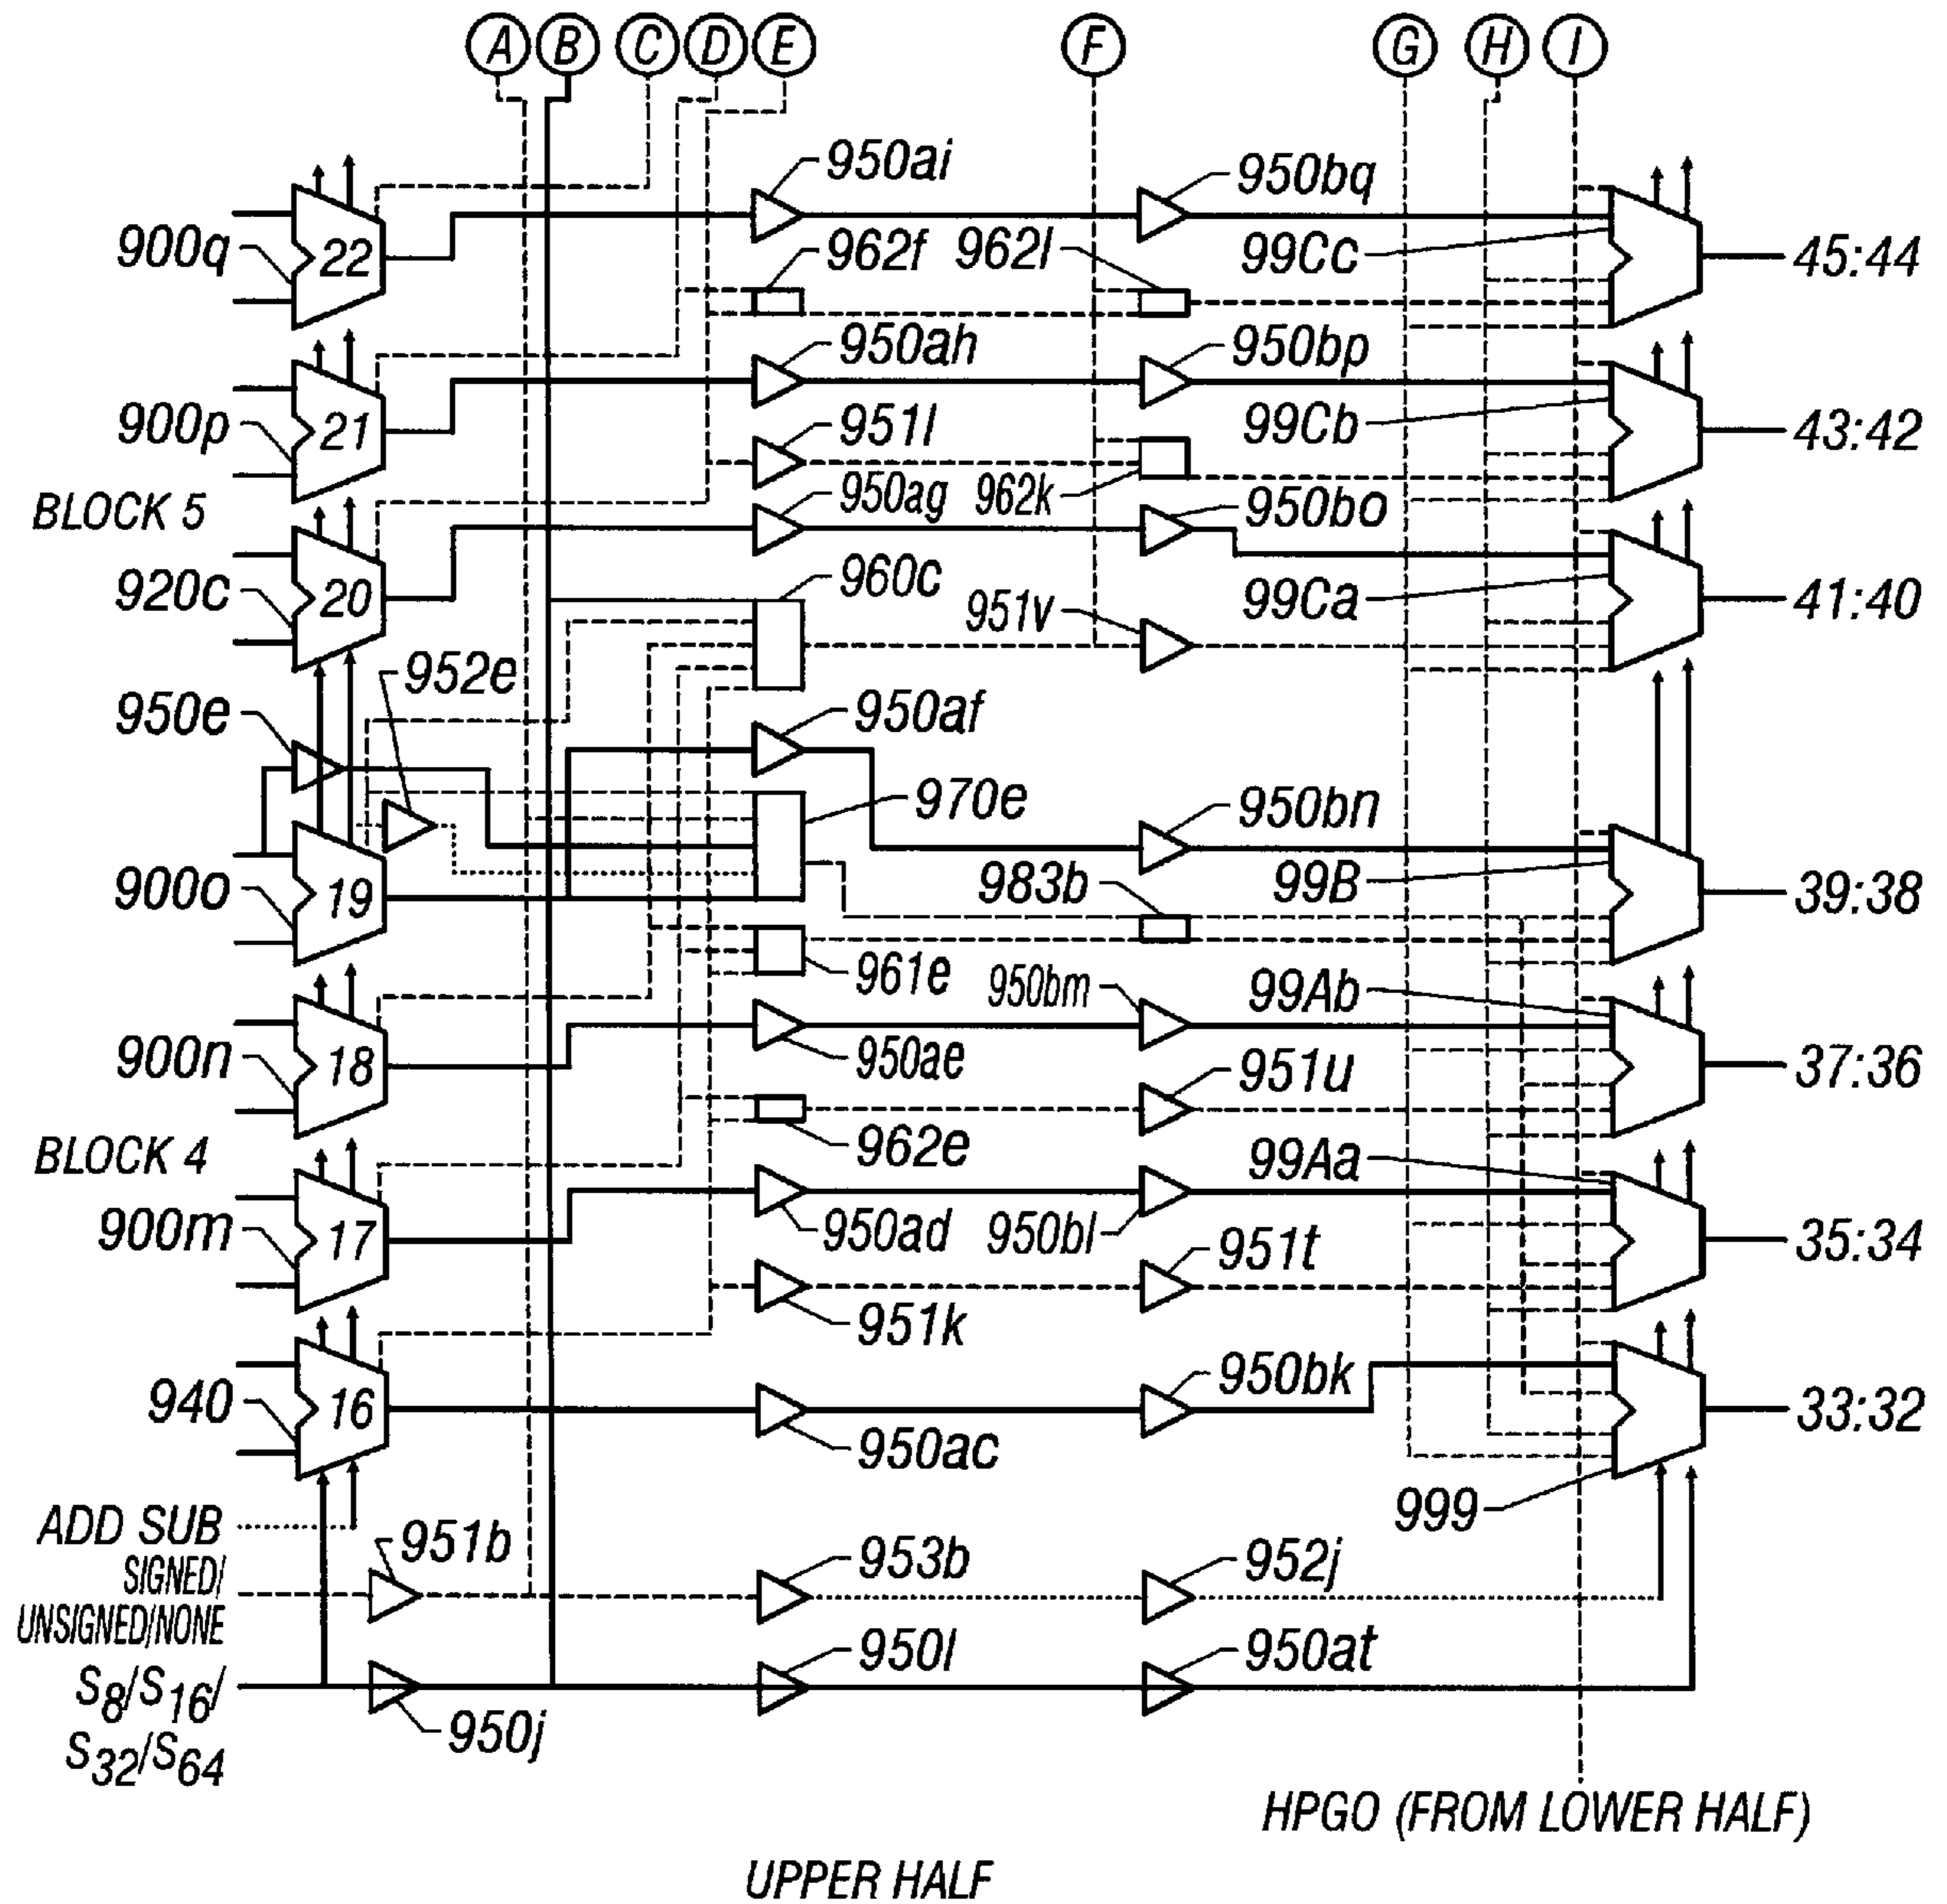 A B C D E F G H I
950ai 950bq
900q 22 962f 962l 99Cc 45:44
950ah 950bp
900p 21 951l 99Cb 43:42
BLOCK 5 950ag 962k 950bo
920c 20 960c 951v 99Ca 41:40
952e
950e 950af
970e 950bn
900o 19 983b 99B 39:38
961e 950bm 99Ab
900n 18 950ae 951u 37:36
BLOCK 4 962e 99Aa
900m 17 950ad 950bl 951t 35:34
951k
940 16 950ac 950bk 33:32
999
ADD SUB 951b 953b 952j
SIGNED/
UNSIGNED/NONE
S8/S16/ 950l 950at
S32/S64 950j
HPGO (FROM LOWER HALF)
UPPER HALF